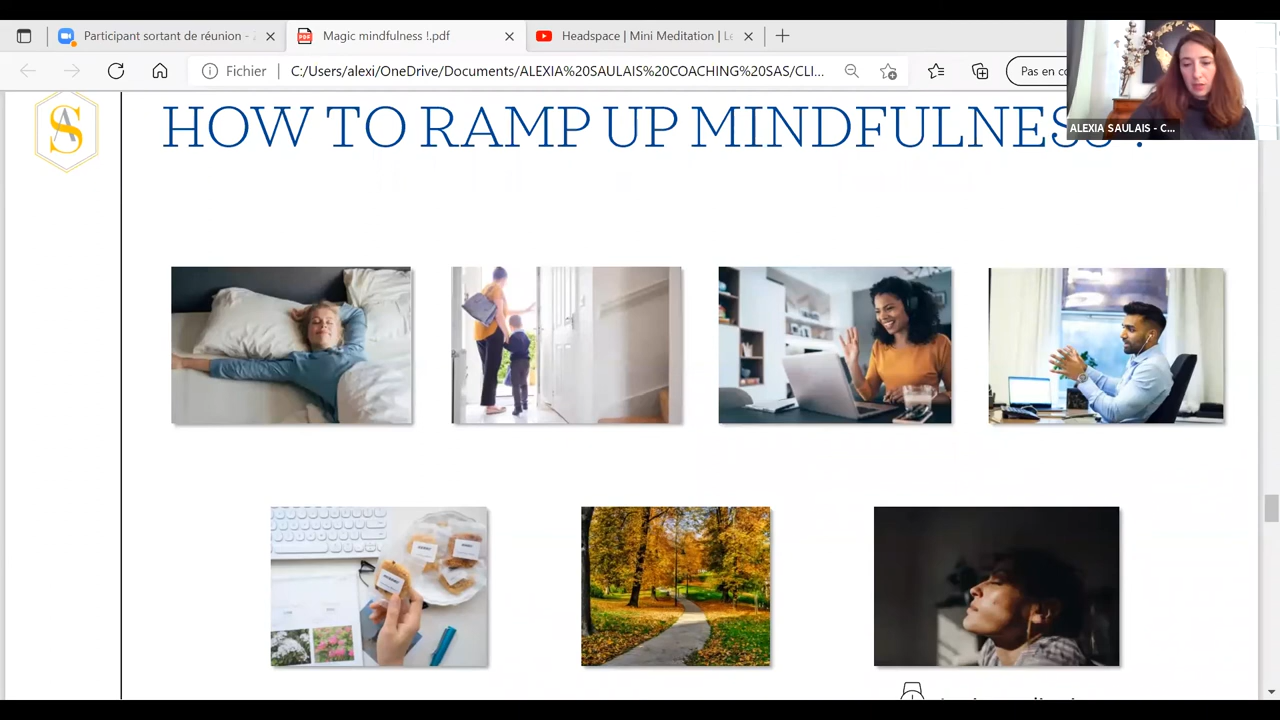 Participant sortant de réunion -
Magic mindfulness !.pdf
Headspace | Mini Meditation |
Fichier
C:/Users/alexi/OneDrive/Documents/ALEXIA%20SAULAIS%20COACHING%20SAS/CLI...
Pas en co
ALEXIA SAULAIS - C...
HOW TO RAMP UP MINDFULNESS ?